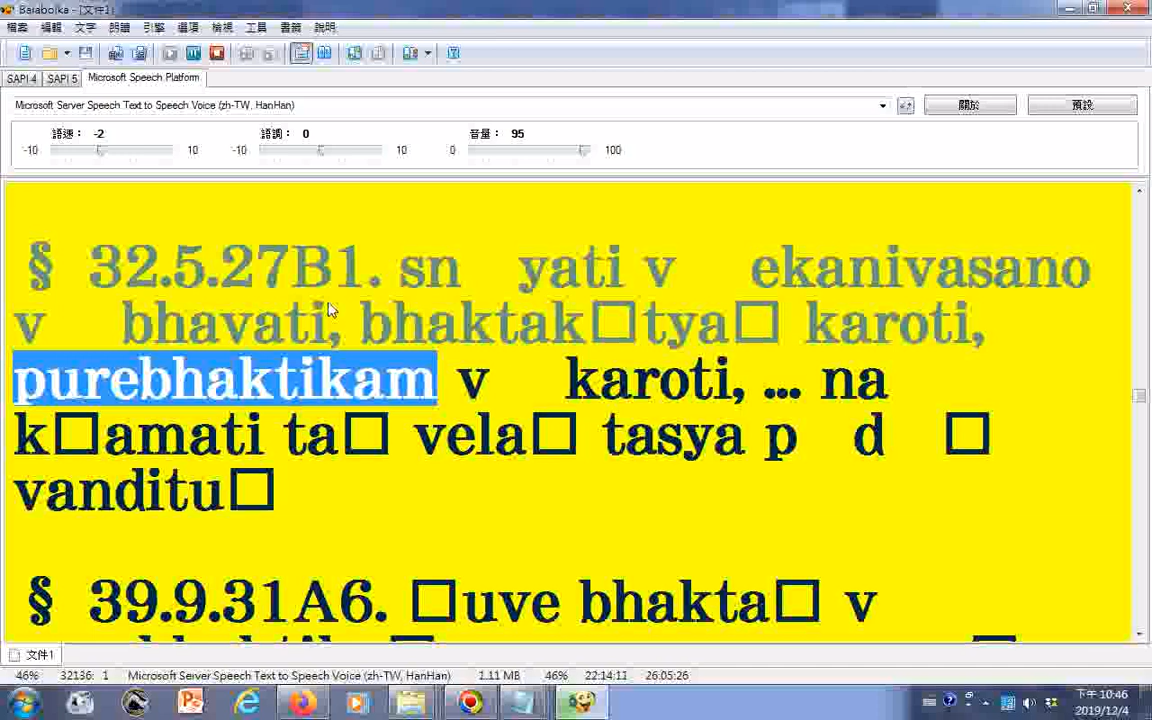 Balabolka - [文件1]
檔案 編輯 文字 朗讀 引擎 選項 檢視 工具 書籤 說明
SAPI 4 SAPI 5 Microsoft Speech Platform
Microsoft Server Speech Text to Speech Voice (zh-TW, HanHan) 關於 預設
語速： -2 語調： 0 音量： 95
-10 10 -10 10 0 100
§ 32.5.27B1. sn yati v ekanivasano
v bhavati, bhaktak□tya□ karoti,
purebhaktikam v karoti, ... na
k□amati ta□ vela□ tasya p d □
vanditu□
§ 39.9.31A6. □uve bhakta□ v
文件1
46% 32136: 1 Microsoft Server Speech Text to Speech Voice (zh-TW, HanHan) 1.11 MB 46% 22:14:11 26:05:26
下午 10:46
2019/12/4